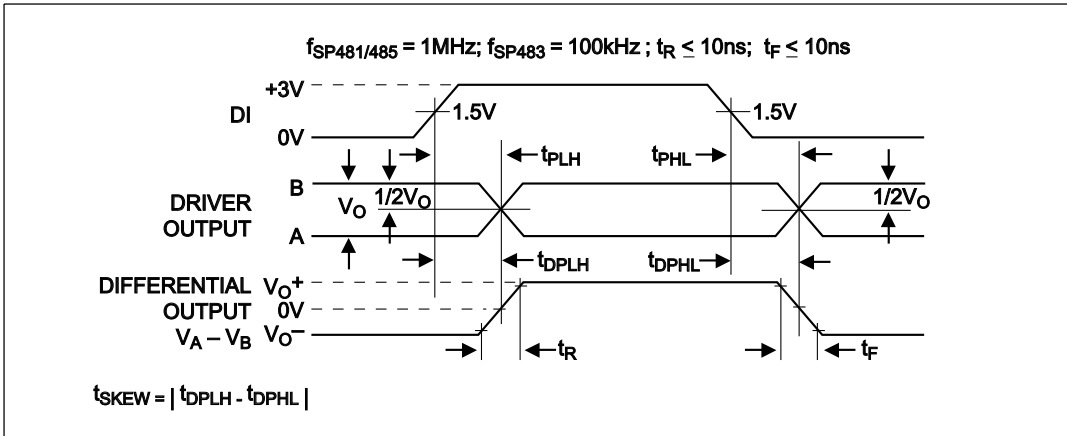 fSP481/485 = 1MHz; fSP483 = 100kHz ; tR ≤ 10ns; tF ≤ 10ns
+3V
DI
1.5V
1.5V
0V
tPLH
tPHL
B
DRIVER
OUTPUT
VO
1/2VO
1/2VO
A
tDPLH
tDPHL
DIFFERENTIAL
OUTPUT
VA – VB
VO+
0V
VO–
tR
tF
tSKEW = | tDPLH - tDPHL |